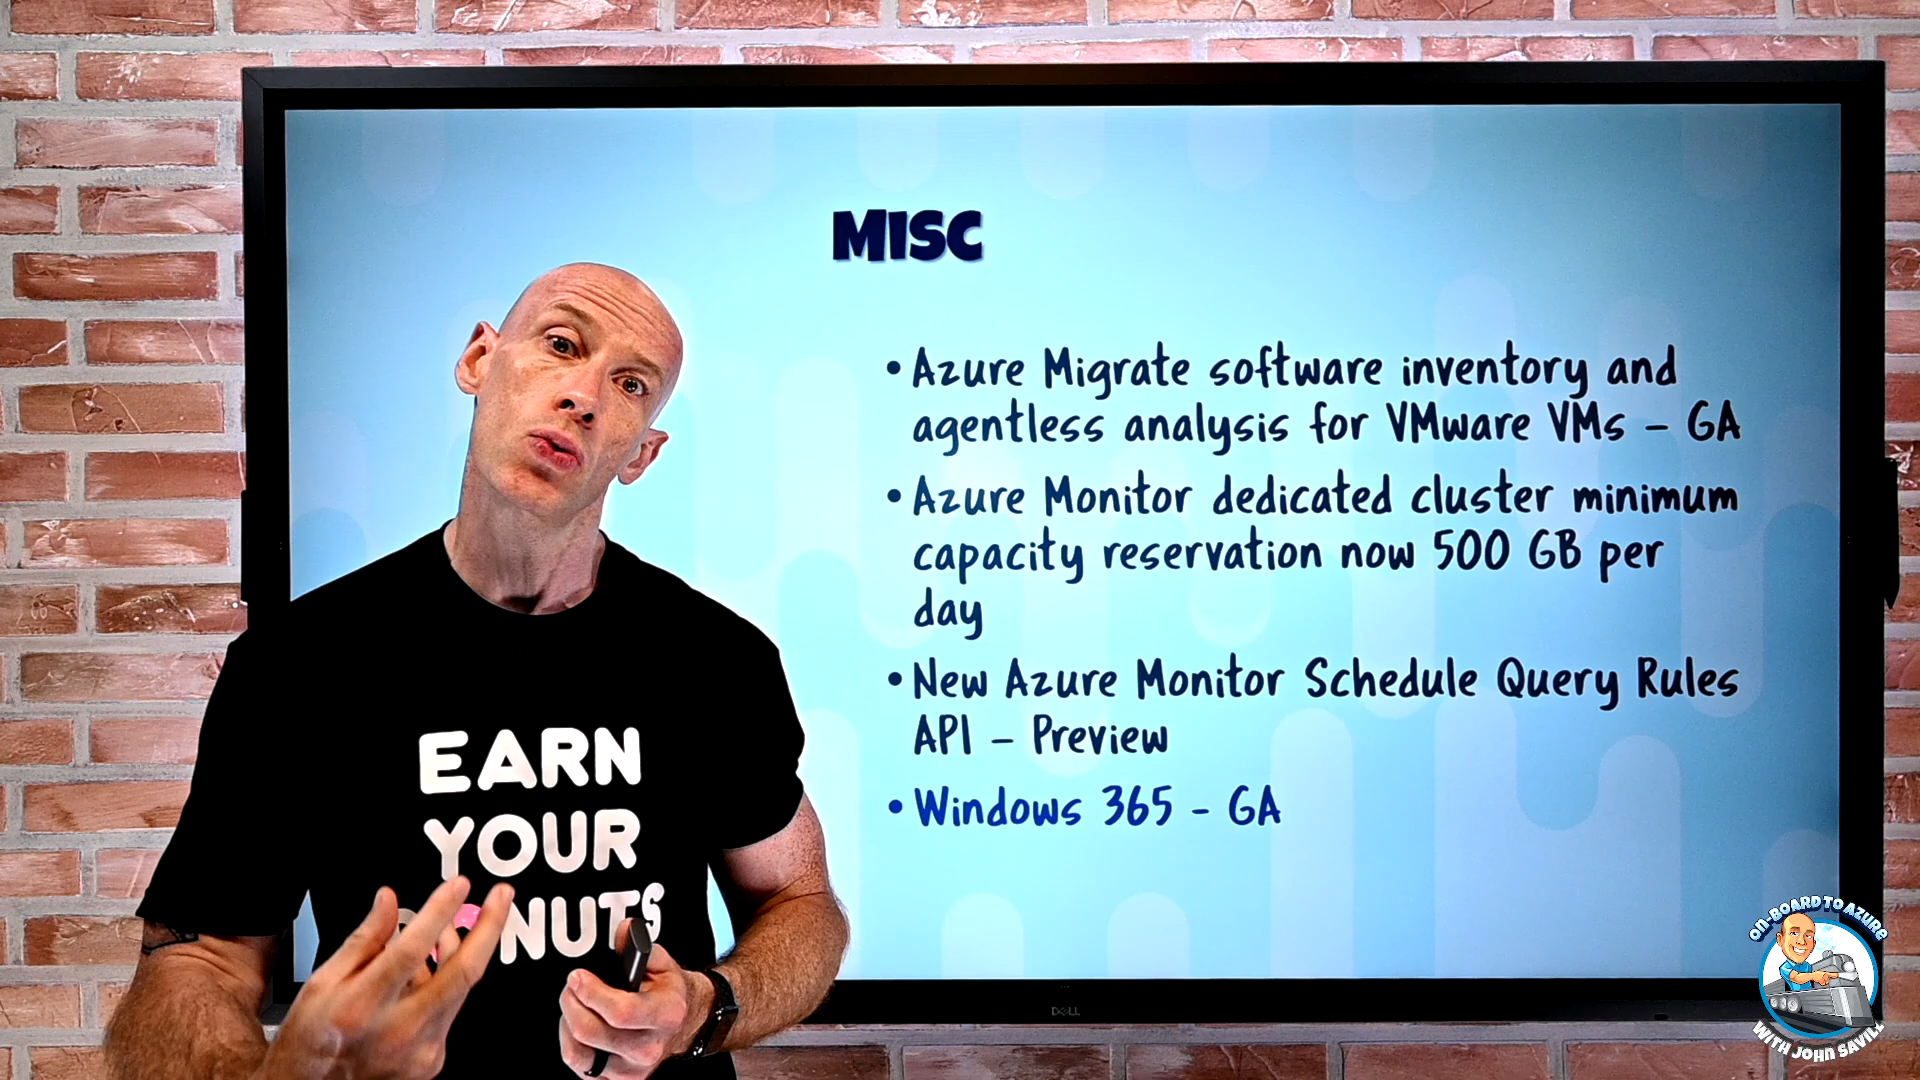 MISC
•Azure Migrate software inventory and
agentless analysis for VMware VMs – GA
•Azure Monitor dedicated cluster minimum
capacity reservation now 500 GB per
day
•New Azure Monitor Schedule Query Rules
API – Preview
•Windows 365 - GA
EARN
YOUR
DONUTS
DELL
ON-BOARD TO AZURE
WITH JOHN SAVILL